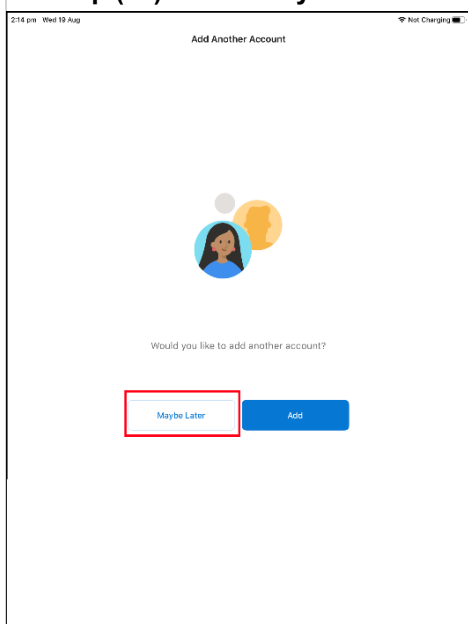 2:14 pm Wed 19 Aug
Not Charging
Add Another Account
Would you like to add another account?
Maybe Later
Add